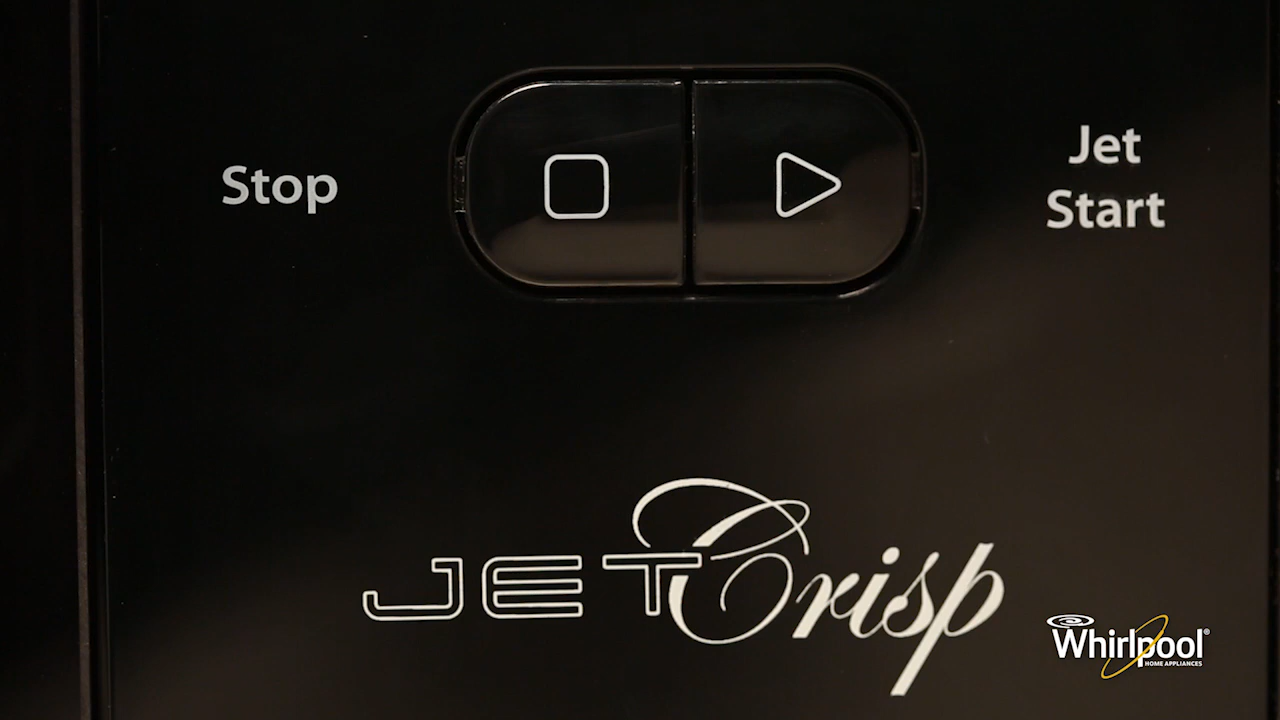 Stop
Jet
Start
JETCrisp
Whirlpool®
HOME APPLIANCES